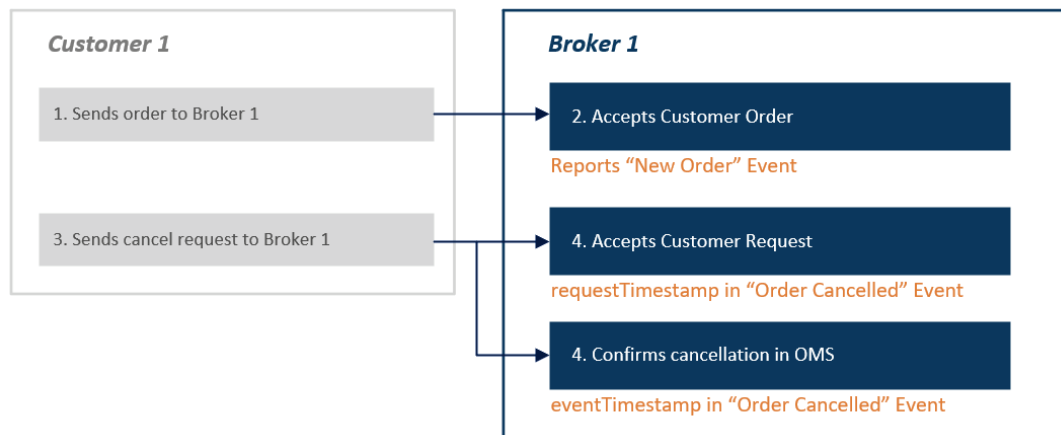 Customer 1
1. Sends order to Broker 1
3. Sends cancel request to Broker 1
Broker 1
2. Accepts Customer Order
Reports “New Order” Event
4. Accepts Customer Request
requestTimestamp in “Order Cancelled” Event
4. Confirms cancellation in OMS
eventTimestamp in “Order Cancelled” Event